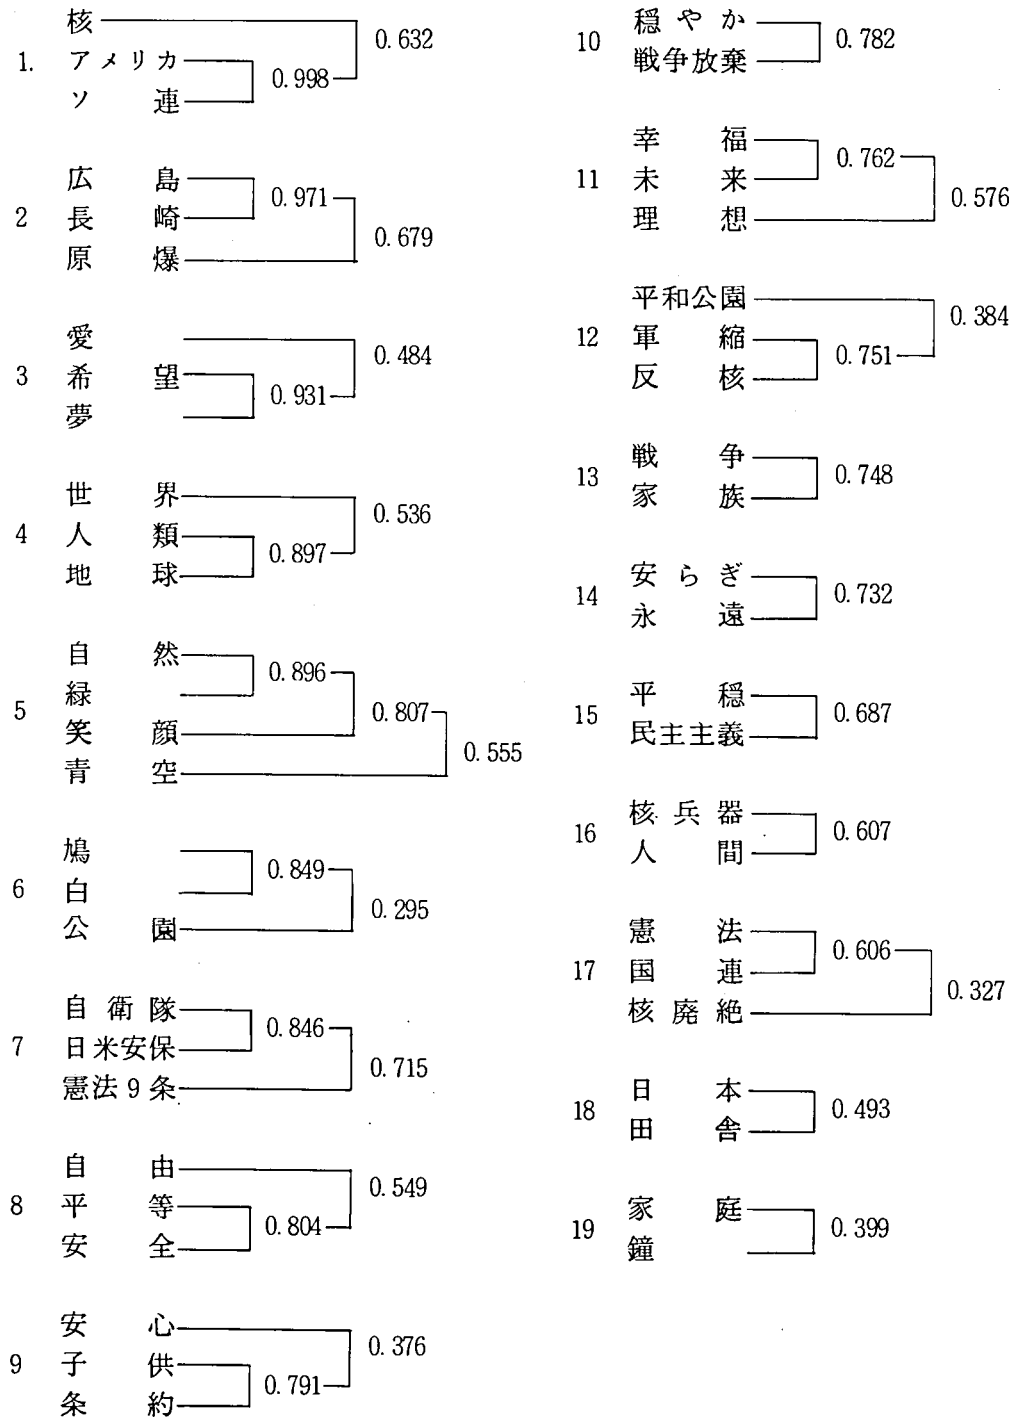 核
0.632
1. アメリカ
0.998
ソ連
広島
0.971
2 長崎
0.679
原爆
愛
0.484
3 希望
0.931
夢
世界
0.536
4 人類
0.897
地球
自然
0.896
緑
5
0.807
笑顔
0.555
青空
鳩
0.849
6 白
0.295
公園
自衛隊
0.846
7 日米安保
0.715
憲法9条
自由
0.549
8 平等
0.804
安全
安心
0.376
9 子供
0.791
条約
穏やか
10
0.782
戦争放棄
幸福
0.762
11 未来
0.576
理想
平和公園
0.384
12 軍縮
0.751
反核
戦争
13
0.748
家族
安らぎ
14
0.732
永遠
平穏
15
0.687
民主主義
核兵器
16
0.607
人間
憲法
0.606
17 国連
0.327
核廃絶
日本
18
0.493
田舎
家庭
19
0.399
鐘